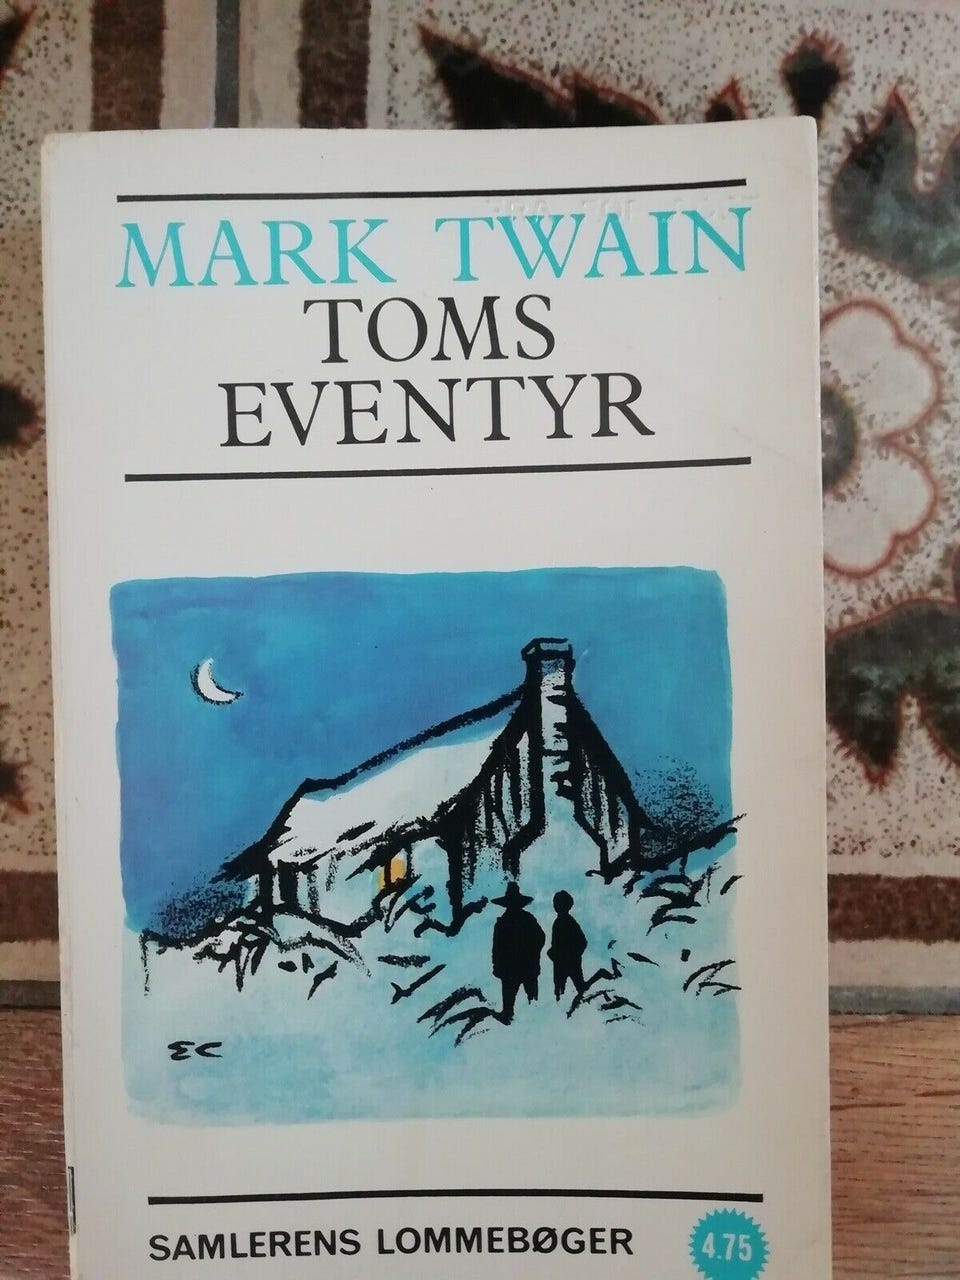 MARK TWAIN
TOMS
EVENTYR
EC
SAMLERENS LOMMEBØGER
4.75